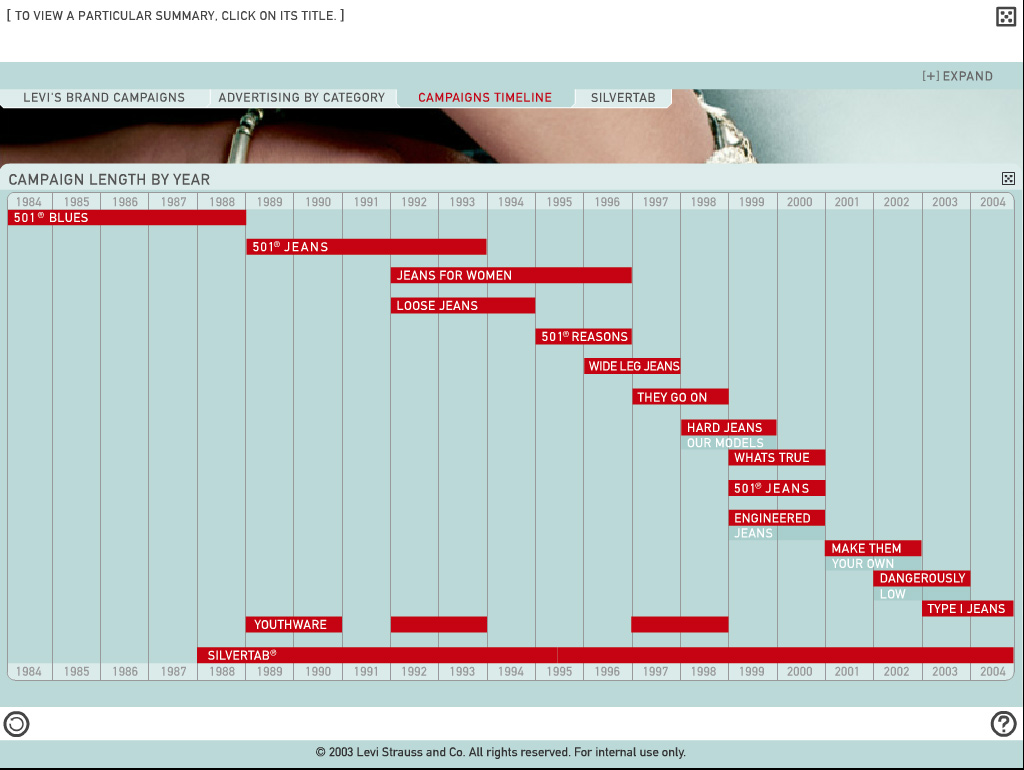 [ TO VIEW A PARTICULAR SUMMARY, CLICK ON ITS TITLE. ]
[+] EXPAND
LEVI'S BRAND CAMPAIGNS ADVERTISING BY CATEGORY CAMPAIGNS TIMELINE SILVERTAB
CAMPAIGN LENGTH BY YEAR
1984 1985 1986 1987 1988 1989 1990 1991 1992 1993 1994 1995 1996 1997 1998 1999 2000 2001 2002 2003 2004
501® BLUES
501® JEANS
JEANS FOR WOMEN
LOOSE JEANS
501® REASONS
WIDE LEG JEANS
THEY GO ON
HARD JEANS
OUR MODELS
WHATS TRUE
501® JEANS
ENGINEERED
JEANS
MAKE THEM
YOUR OWN
DANGEROUSLY
LOW
TYPE I JEANS
YOUTHWARE
SILVERTAB®
1984 1985 1986 1987 1988 1989 1990 1991 1992 1993 1994 1995 1996 1997 1998 1999 2000 2001 2002 2003 2004
?
© 2003 Levi Strauss and Co. All rights reserved. For internal use only.